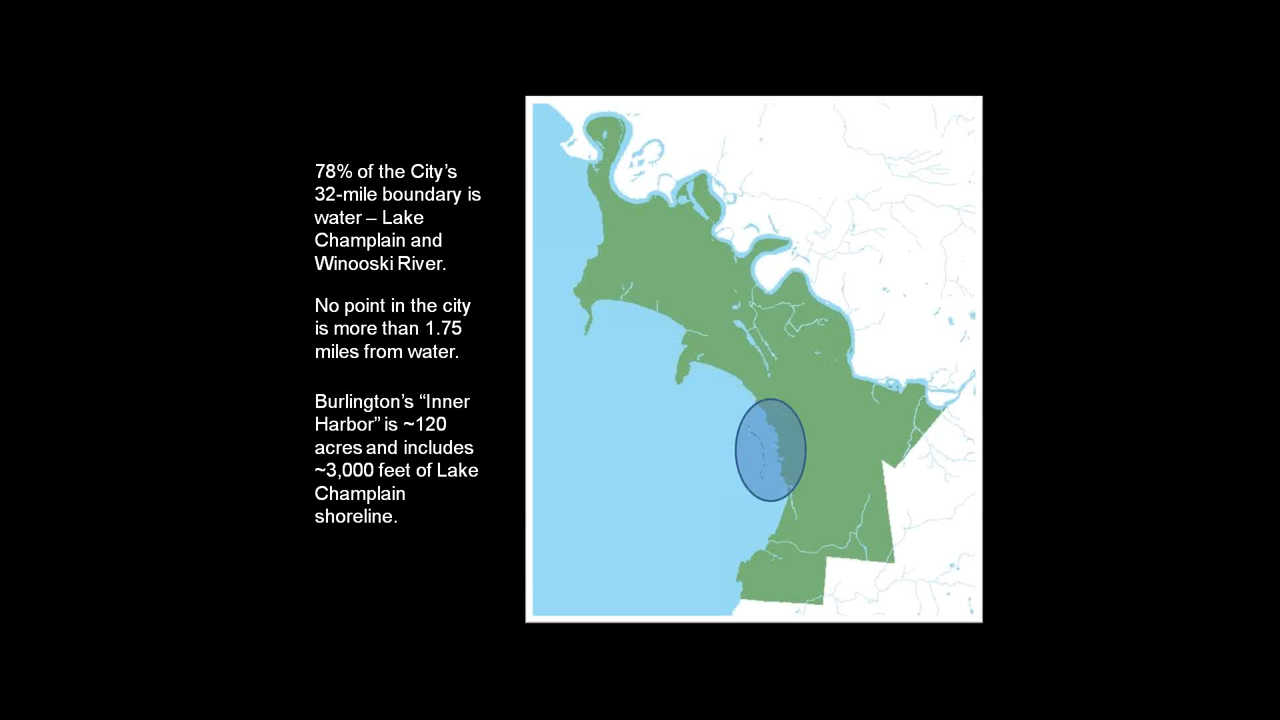 78% of the City’s
32-mile boundary is
water – Lake
Champlain and
Winooski River.
No point in the city
is more than 1.75
miles from water.
Burlington’s “Inner
Harbor” is ~120
acres and includes
~3,000 feet of Lake
Champlain
shoreline.